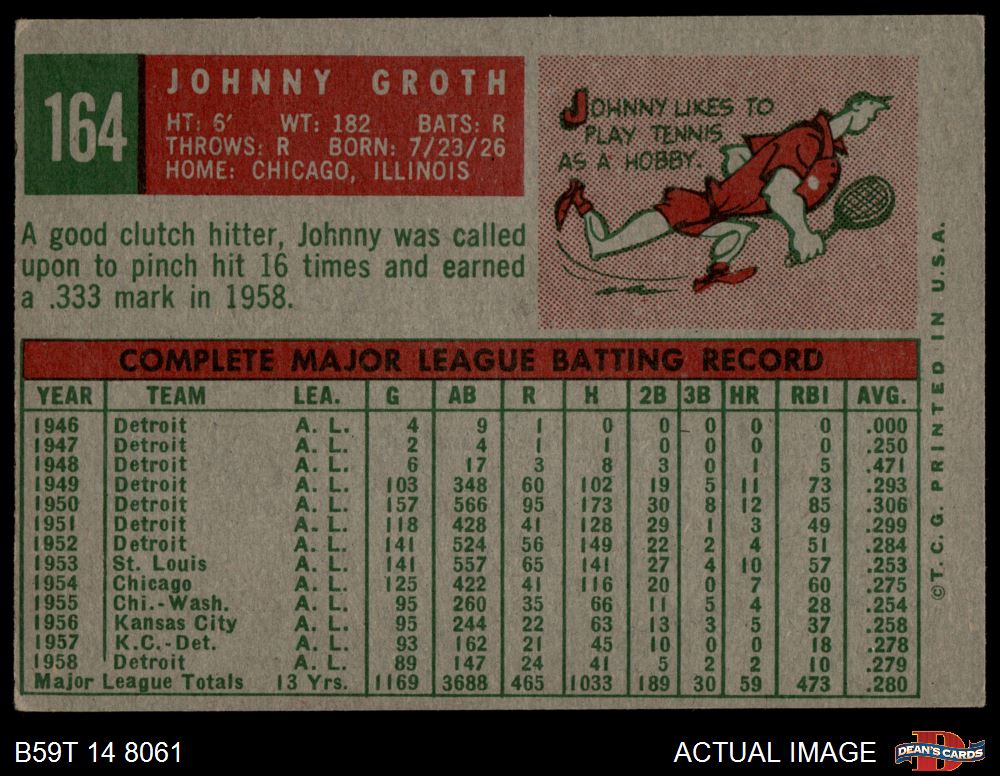 164
JOHNNY GROTH
HT: 6' WT: 182 BATS: R
THROWS: R BORN: 7/23/26
HOME: CHICAGO, ILLINOIS
JOHNNY LIKES TO
PLAY TENNIS
AS A HOBBY.
A good clutch hitter, Johnny was called
upon to pinch hit 16 times and earned
a .333 mark in 1958.
COMPLETE MAJOR LEAGUE BATTING RECORD
YEAR TEAM LEA. G AB R H 2B 3B HR RBI AVG.
1946 Detroit A. L. 4 9 1 0 0 0 0 0 .000
1947 Detroit A. L. 2 4 1 1 0 0 0 0 .250
1948 Detroit A. L. 6 17 3 8 3 0 1 5 .471
1949 Detroit A. L. 103 348 60 102 19 5 11 73 .293
1950 Detroit A. L. 157 566 95 173 30 8 12 85 .306
1951 Detroit A. L. 118 428 41 128 29 1 3 49 .299
1952 Detroit A. L. 141 524 56 149 22 2 4 51 .284
1953 St. Louis A. L. 141 557 65 141 27 4 10 57 .253
1954 Chicago A. L. 125 422 41 116 20 0 7 60 .275
1955 Chi.-Wash. A. L. 95 260 35 66 11 5 4 28 .254
1956 Kansas City A. L. 95 244 22 63 13 3 5 37 .258
1957 K.C.-Det. A. L. 93 162 21 45 10 0 0 18 .278
1958 Detroit A. L. 89 147 24 41 5 2 2 10 .279
Major League Totals 13 Yrs. 1169 3688 465 1033 189 30 59 473 .280
©T.C.G. PRINTED IN U.S.A.
B59T 14 8061
ACTUAL IMAGE
D
DEAN'S CARDS